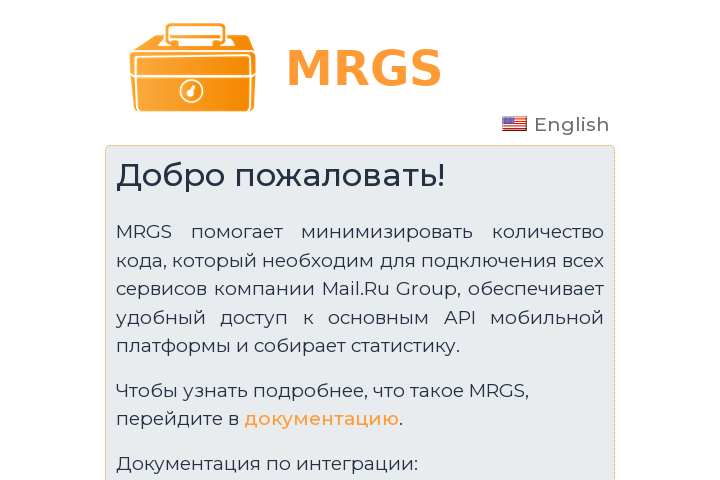 MRGS
English
Добро пожаловать!
MRGS помогает минимизировать количество
кода, который необходим для подключения всех
сервисов компании Mail.Ru Group, обеспечивает
удобный доступ к основным API мобильной
платформы и собирает статистику.
Чтобы узнать подробнее, что такое MRGS,
перейдите в документацию.
Документация по интеграции: